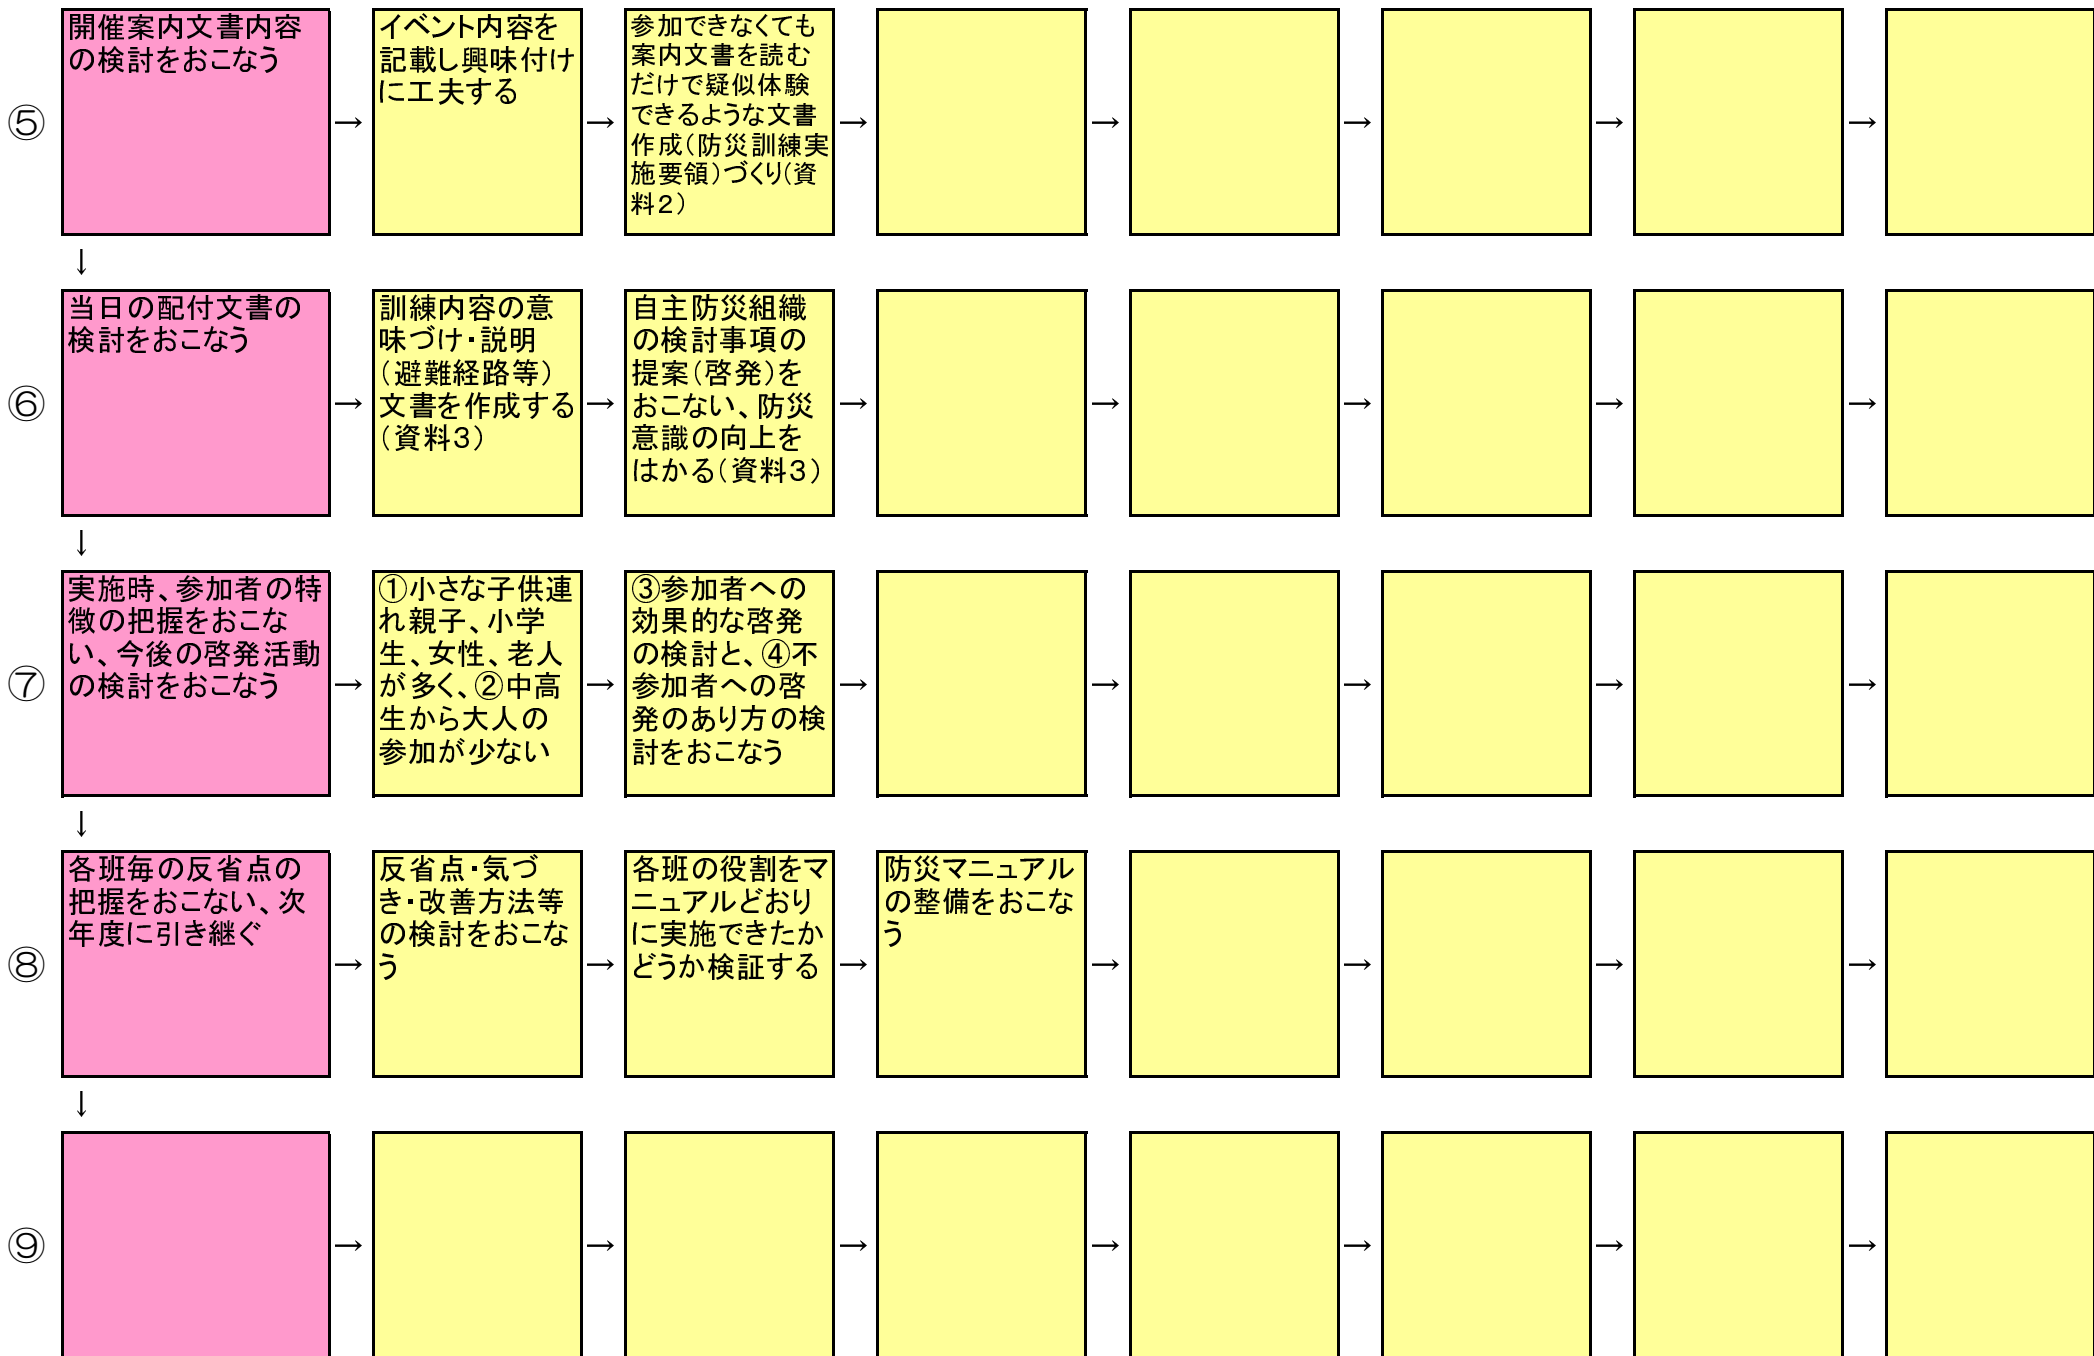 ⑤
開催案内文書内容
の検討をおこなう
→
イベント内容を
記載し興味付け
に工夫する
→
参加できなくても
案内文書を読む
だけで疑似体験
できるような文書
作成(防災訓練実
施要領)づくり(資
料2)
→
→
→
→
→
↓
⑥
当日の配付文書の
検討をおこなう
→
訓練内容の意
味づけ・説明
(避難経路等)
文書を作成する
(資料3)
→
自主防災組織
の検討事項の
提案(啓発)を
おこない、防災
意識の向上を
はかる(資料3)
→
→
→
→
→
↓
⑦
実施時、参加者の特
徴の把握をおこな
い、今後の啓発活動
の検討をおこなう
→
①小さな子供連
れ親子、小学
生、女性、老人
が多く、②中高
生から大人の
参加が少ない
→
③参加者への
効果的な啓発
の検討と、④不
参加者への啓
発のあり方の検
討をおこなう
→
→
→
→
→
↓
⑧
各班毎の反省点の
把握をおこない、次
年度に引き継ぐ
→
反省点・気づ
き・改善方法等
の検討をおこな
う
→
各班の役割をマ
ニュアルどおり
に実施できたか
どうか検証する
→
防災マニュアル
の整備をおこな
う
→
→
→
→
↓
⑨
→
→
→
→
→
→
→